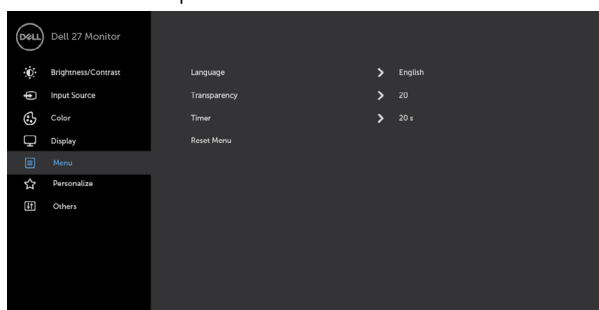 DELL Dell 27 Monitor
Brightness/Contrast
Input Source
Color
Display
Menu
Personalize
Others
Language English
Transparency 20
Timer 20 s
Reset Menu